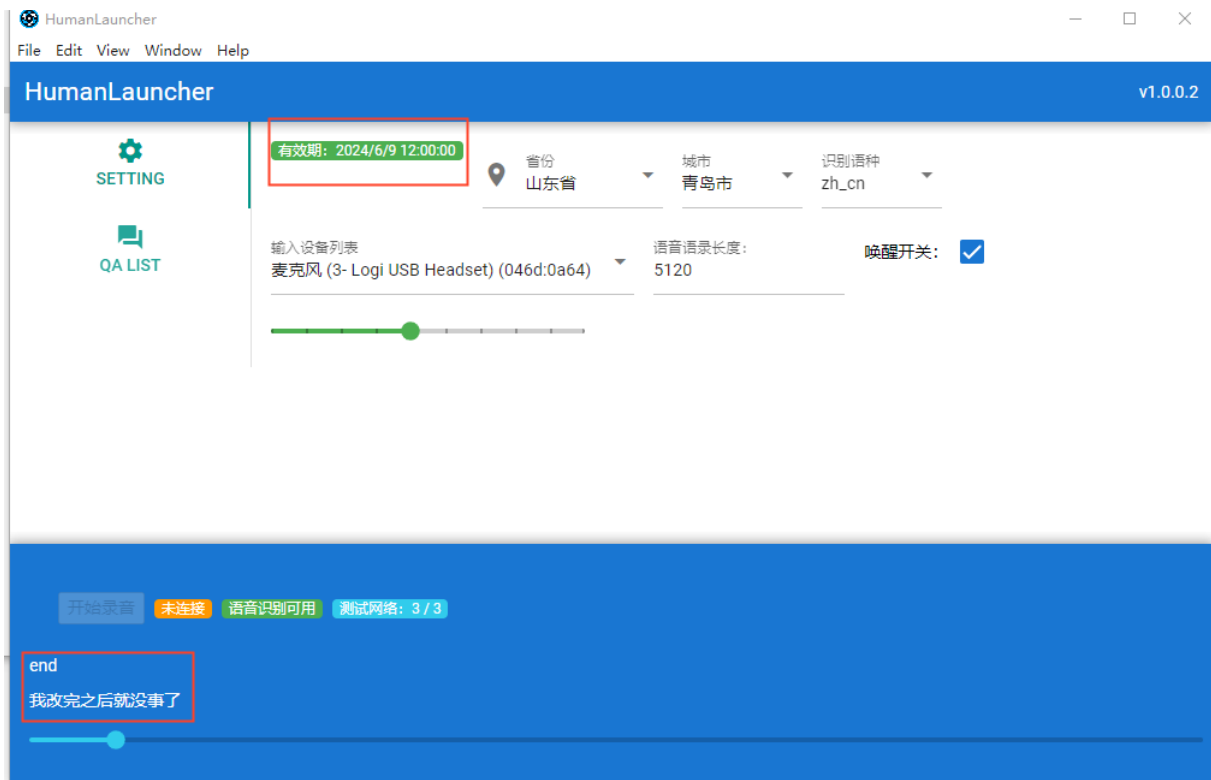 HumanLauncher
File Edit View Window Help
HumanLauncher
v1.0.0.2
SETTING
QA LIST
有效期：2024/6/9 12:00:00
省份
山东省
城市
青岛市
识别语种
zh_cn
输入设备列表
麦克风 (3- Logi USB Headset) (046d:0a64)
语音语录长度：
5120
唤醒开关：
开始录音
未连接
语音识别可用
测试网络：3 / 3
end
我改完之后就没事了